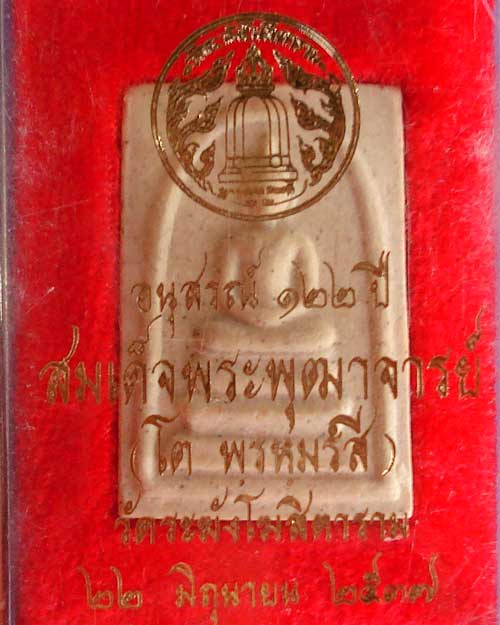 อนุสรณ์ ๑๒๒ ปี
สมเด็จพระพุฒาจารย์
(โต พฺรหฺมรํสี)
วัดระฆังโฆสิตาราม
๒๒ มิถุนายน ๒๕๓๗